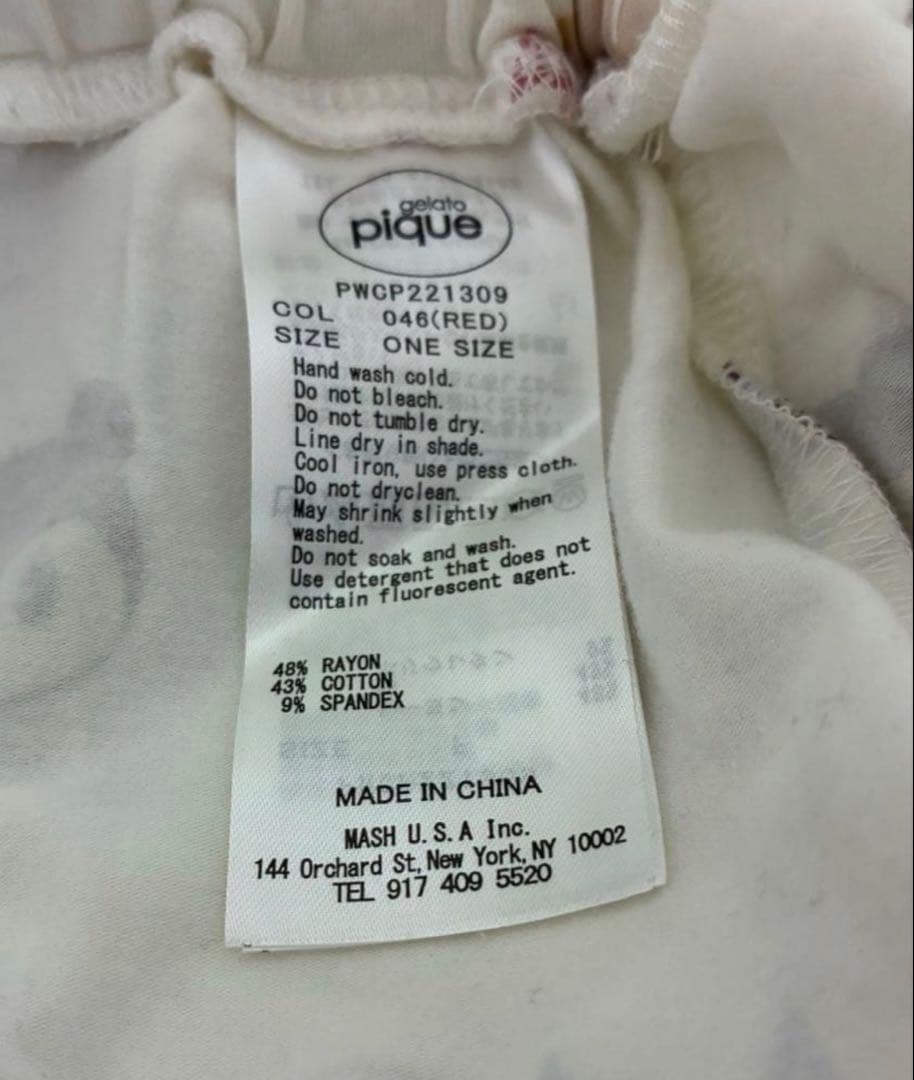 gelato
pique
PWCP221309
COL 046(RED)
SIZE ONE SIZE
Hand wash cold.
Do not bleach.
Do not tumble dry.
Line dry in shade.
Cool iron, use press cloth.
Do not dryclean.
May shrink slightly when
washed.
Do not soak and wash.
Use detergent that does not
contain fluorescent agent.
48% RAYON
43% COTTON
9% SPANDEX
MADE IN CHINA
MASH U.S.A Inc.
144 Orchard St, New York, NY 10002
TEL 917 409 5520